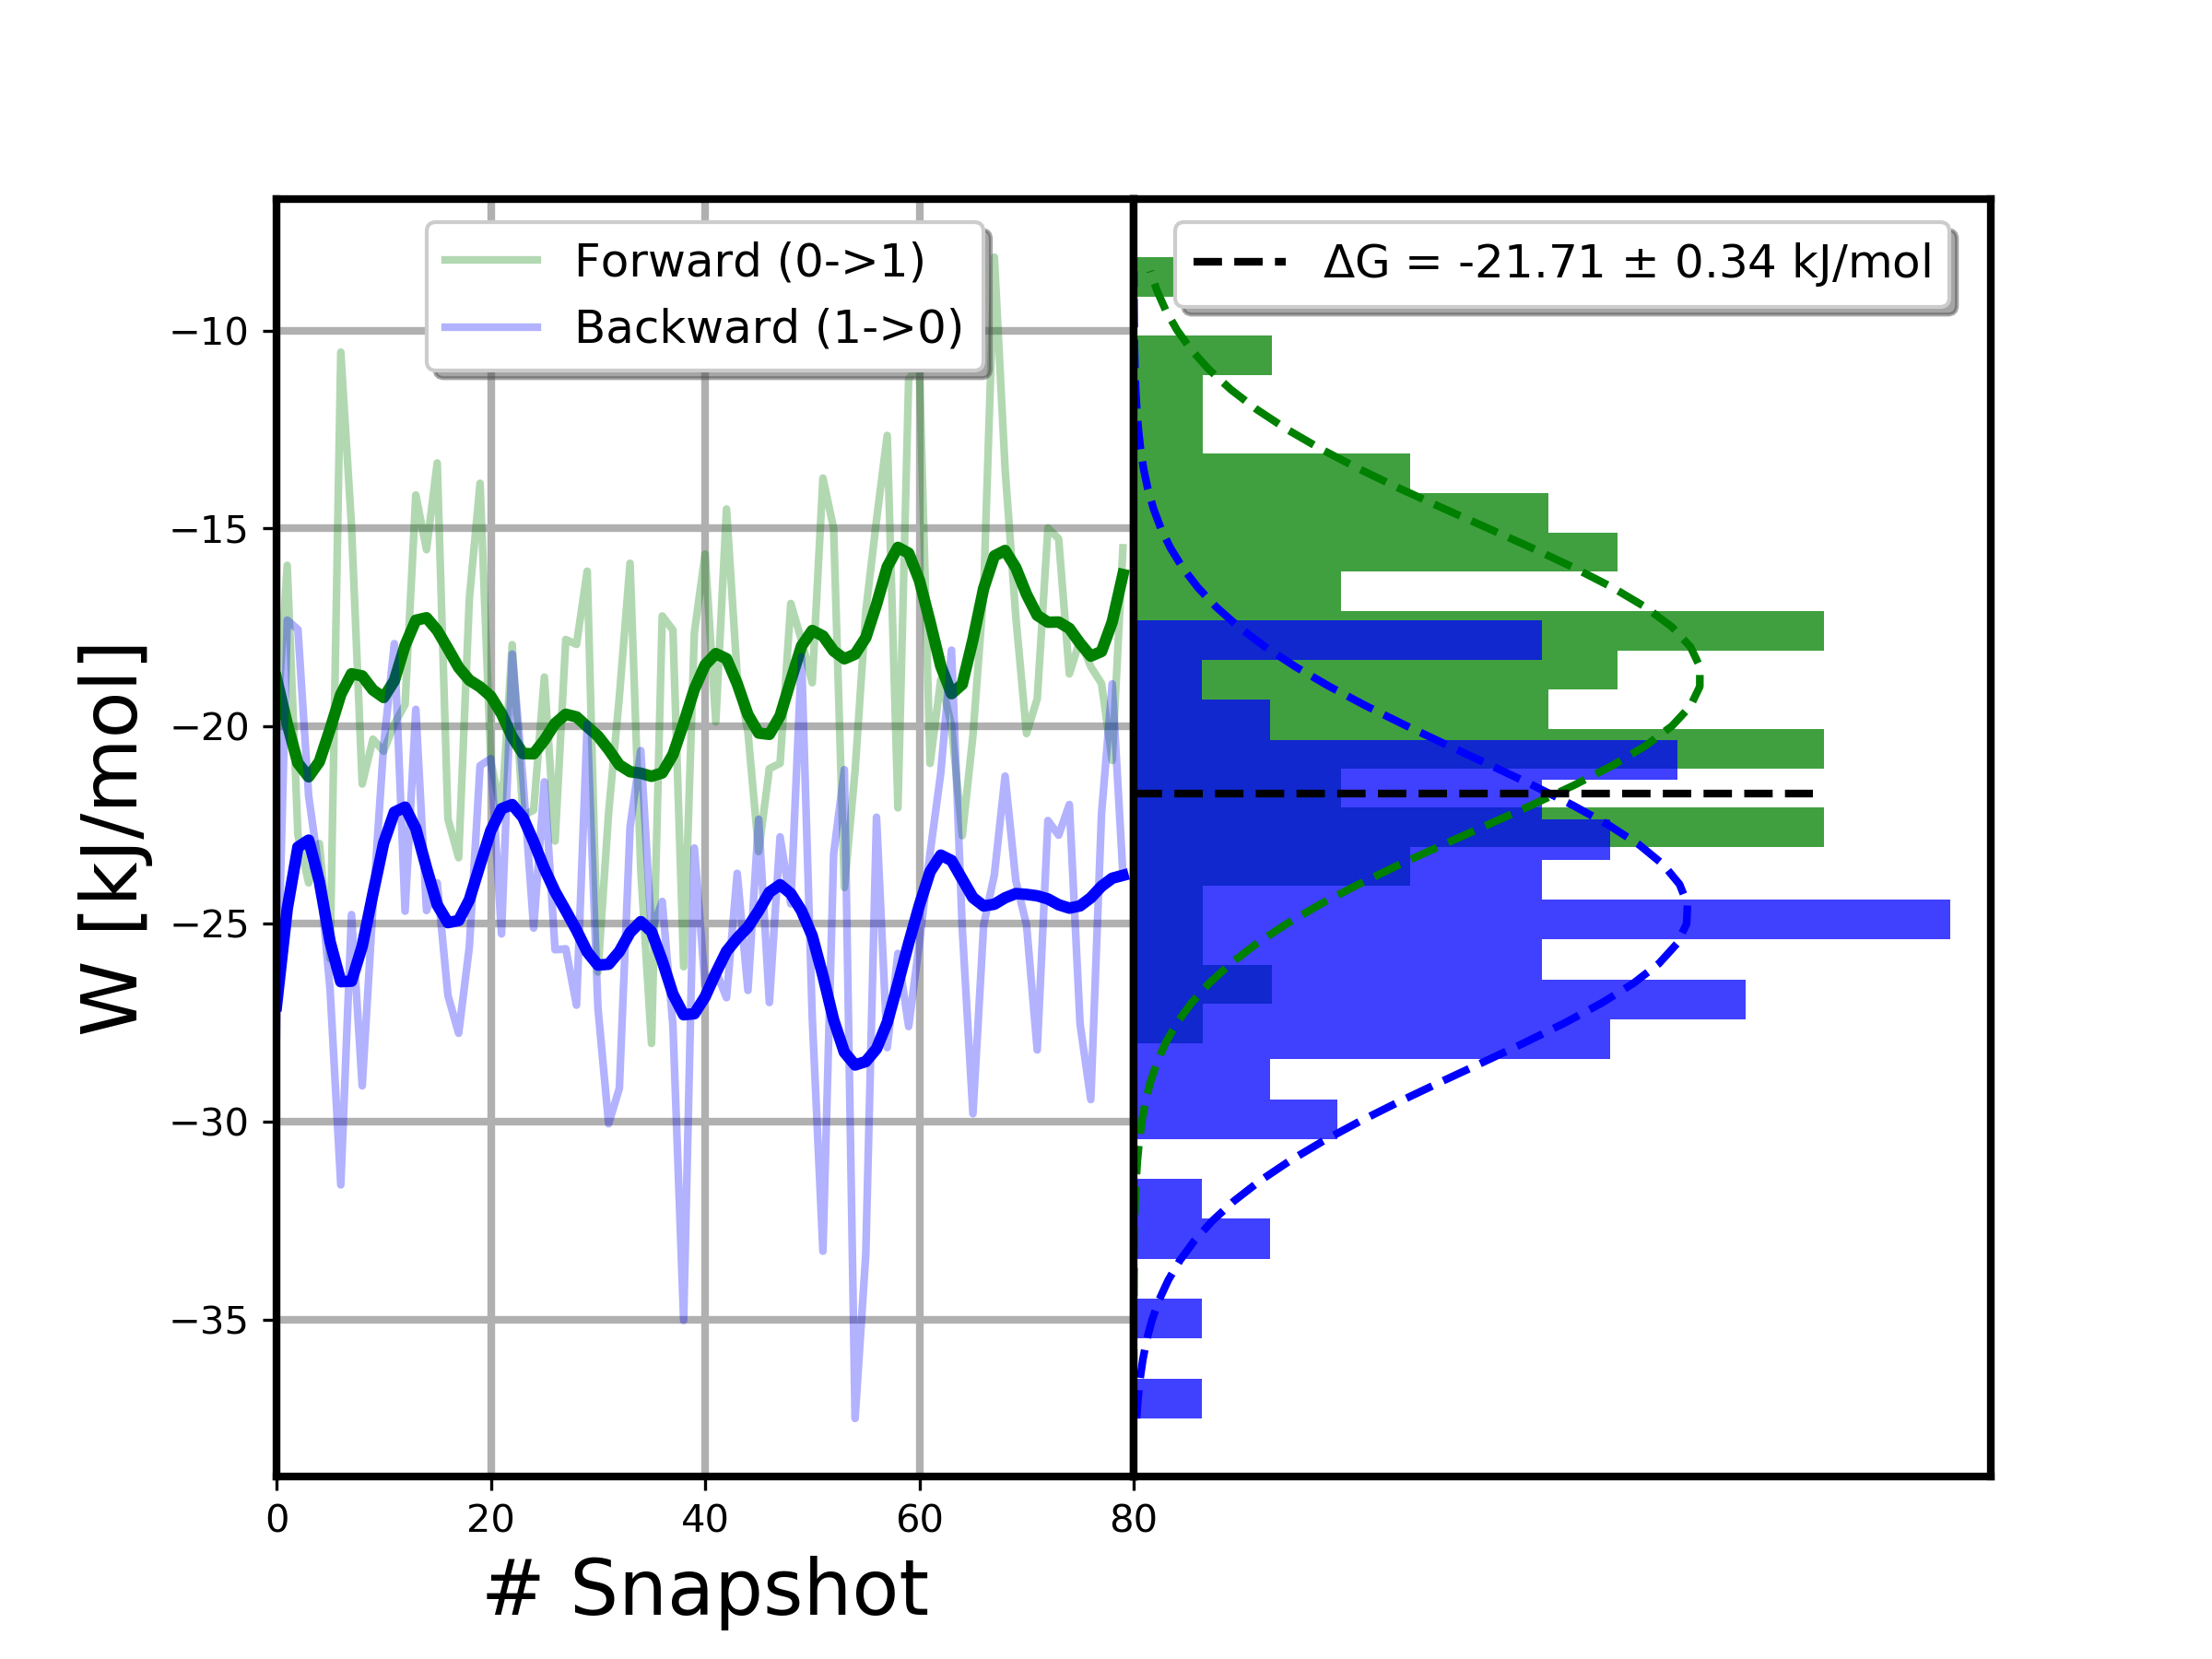 Forward (0->1)
Backward (1->0)
ΔG = -21.71 ± 0.34 kJ/mol
−10
−15
−20
−25
−30
−35
W [kJ/mol]
0 20 40 60 80
# Snapshot